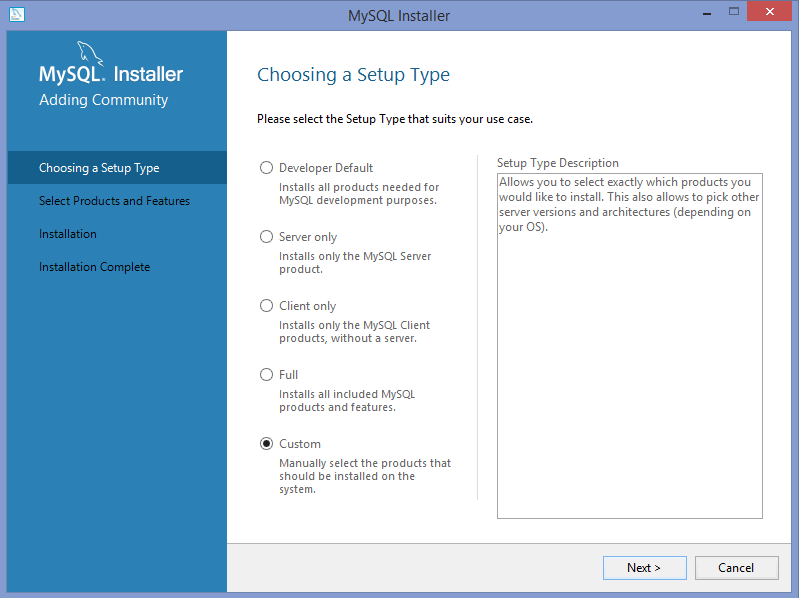 MySQL Installer
MySQL. Installer
Adding Community
Choosing a Setup Type
Select Products and Features
Installation
Installation Complete
Choosing a Setup Type
Please select the Setup Type that suits your use case.
Developer Default
Installs all products needed for
MySQL development purposes.
Server only
Installs only the MySQL Server
product.
Client only
Installs only the MySQL Client
products, without a server.
Full
Installs all included MySQL
products and features.
Custom
Manually select the products that
should be installed on the
system.
Setup Type Description
Allows you to select exactly which products you
would like to install. This also allows to pick other
server versions and architectures (depending on
your OS).
Next >
Cancel